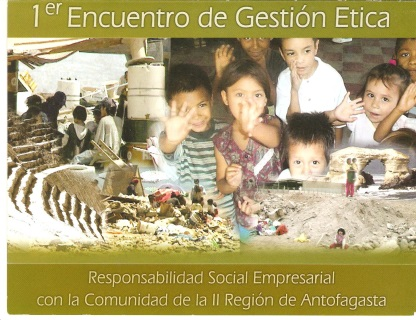 1er Encuentro de Gestión Etica
Responsabilidad Social Empresarial
con la Comunidad de la II Región de Antofagasta